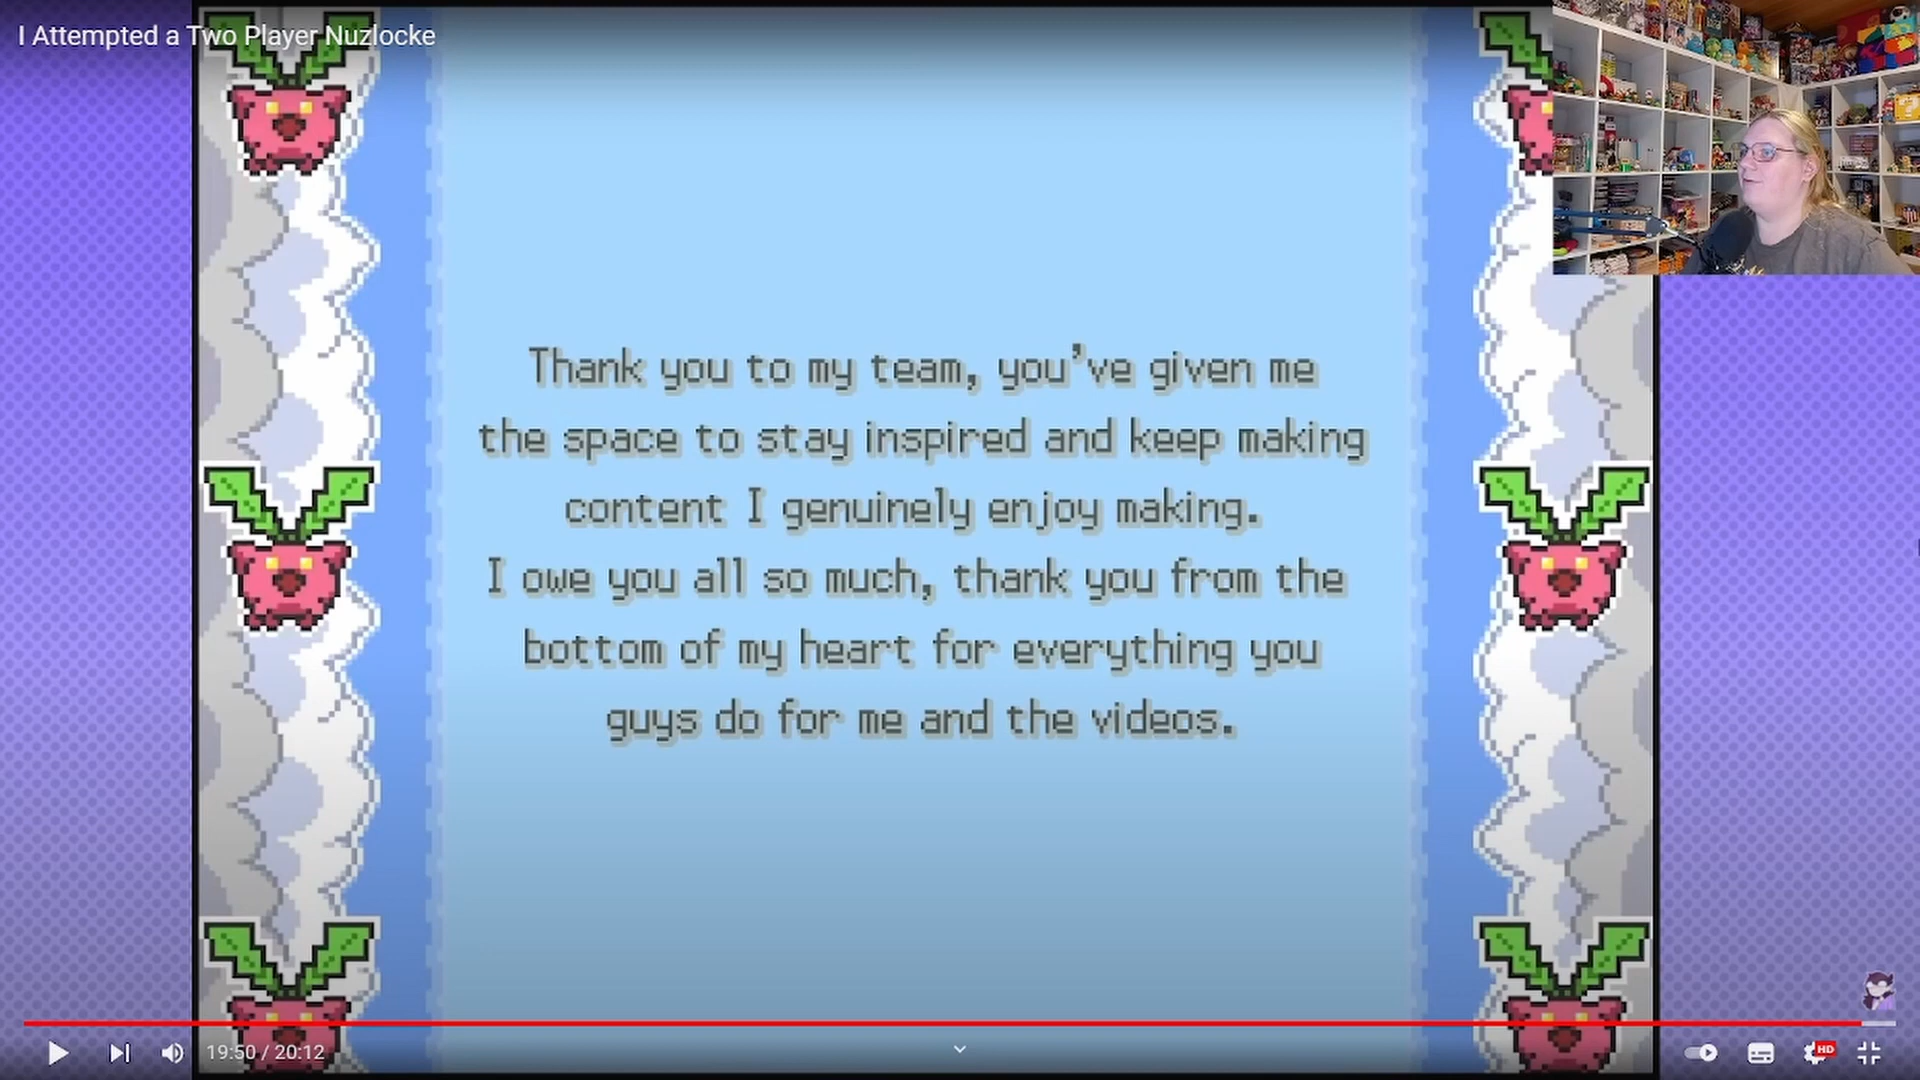 I Attempted a Two Player Nuzlocke
Thank you to my team, you've given me
the space to stay inspired and keep making
content I genuinely enjoy making.
I owe you all so much, thank you from the
bottom of my heart for everything you
guys do for me and the videos.
19:50 / 20:12
HD